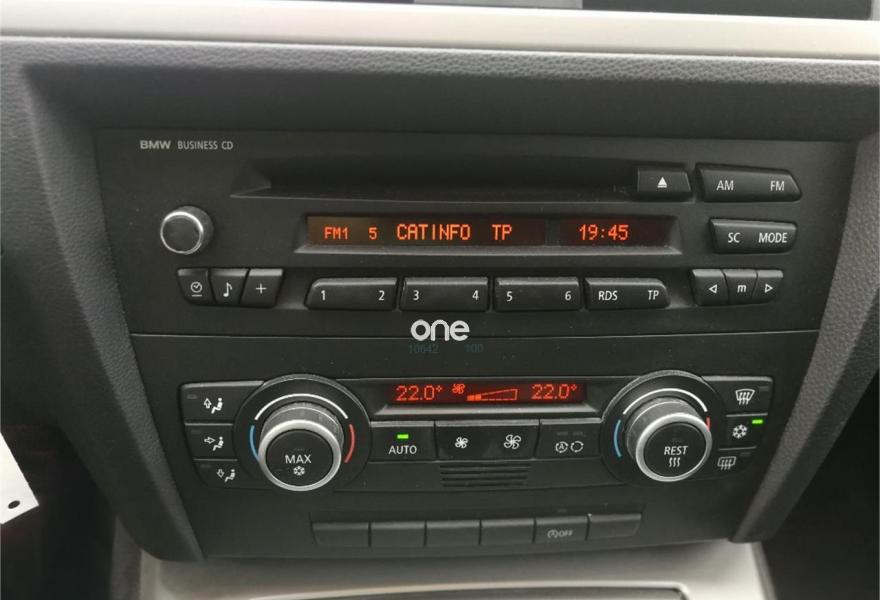 BMW BUSINESS CD
AM FM
FM1 5 CATINFO TP 19:45
SC MODE
+
1 2 3 4 5 6 RDS TP
m
one
10642 100
22.0° 22.0°
AUTO
MAX
REST
OFF